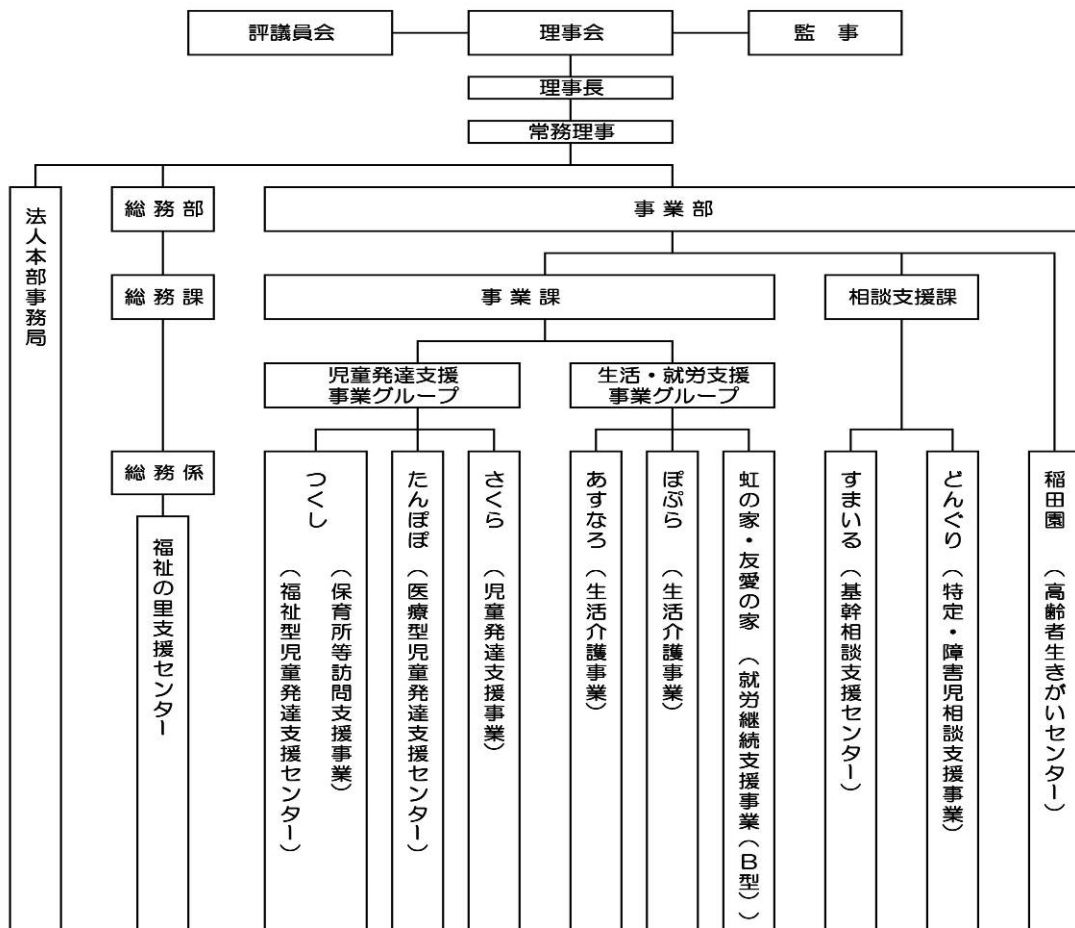 評議員会
理事会
監　事
理事長
常務理事
法人本部事務局
総務部
事業部
総務課
事業課
相談支援課
児童発達支援
事業グループ
生活・就労支援
事業グループ
総務係
福祉の里支援センター
つくし
（保育所等訪問支援事業）
（福祉型児童発達支援センター）
たんぽぽ（医療型児童発達支援センター）
さくら（児童発達支援事業）
あすなろ（生活介護事業）
ぽぷら（生活介護事業）
虹の家・友愛の家（就労継続支援事業（Ｂ型））
すまいる（基幹相談支援センター）
どんぐり（特定・障害児相談支援事業）
稲田園（高齢者生きがいセンター）